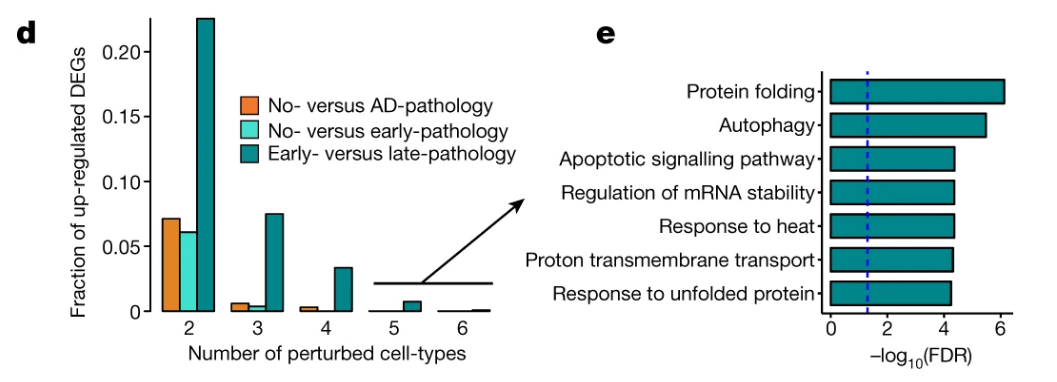 d
Fraction of up-regulated DEGs
0.20
0.15
0.10
0.05
0
No- versus AD-pathology
No- versus early-pathology
Early- versus late-pathology
2 3 4 5 6
Number of perturbed cell-types
e
Protein folding
Autophagy
Apoptotic signalling pathway
Regulation of mRNA stability
Response to heat
Proton transmembrane transport
Response to unfolded protein
0 2 4 6
–log10(FDR)